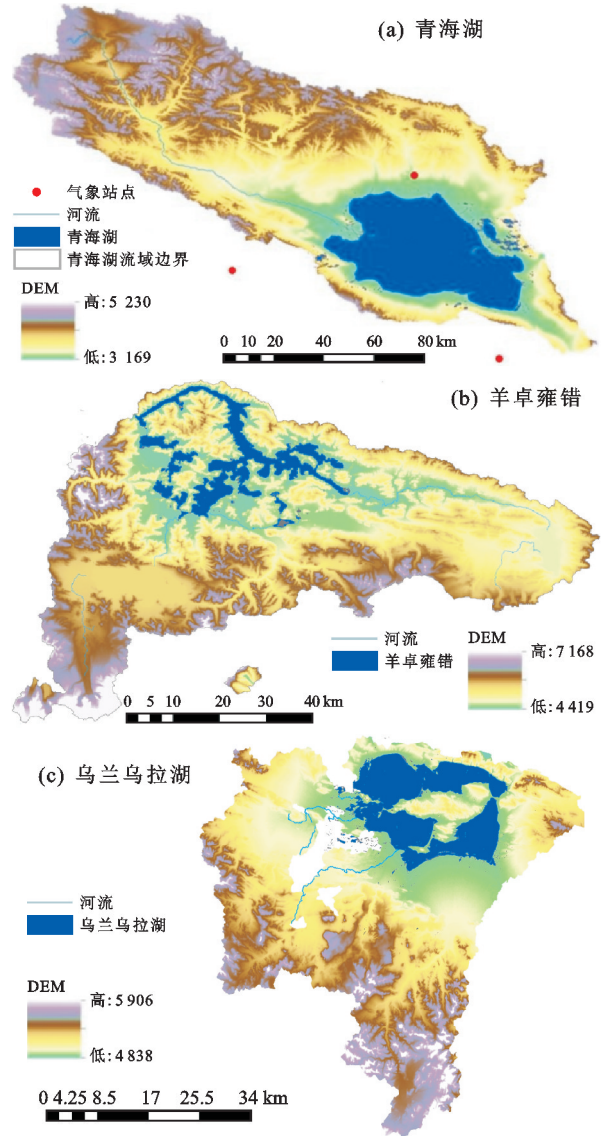 (a) 青海湖
气象站点
河流
青海湖
青海湖流域边界
DEM
高:5 230
低:3 169
0 10 20 40 60 80 km
(b) 羊卓雍错
河流
羊卓雍错
DEM
高:7 168
低:4 419
0 5 10 20 30 40 km
(c) 乌兰乌拉湖
河流
乌兰乌拉湖
DEM
高:5 906
低:4 838
0 4.25 8.5 17 25.5 34 km